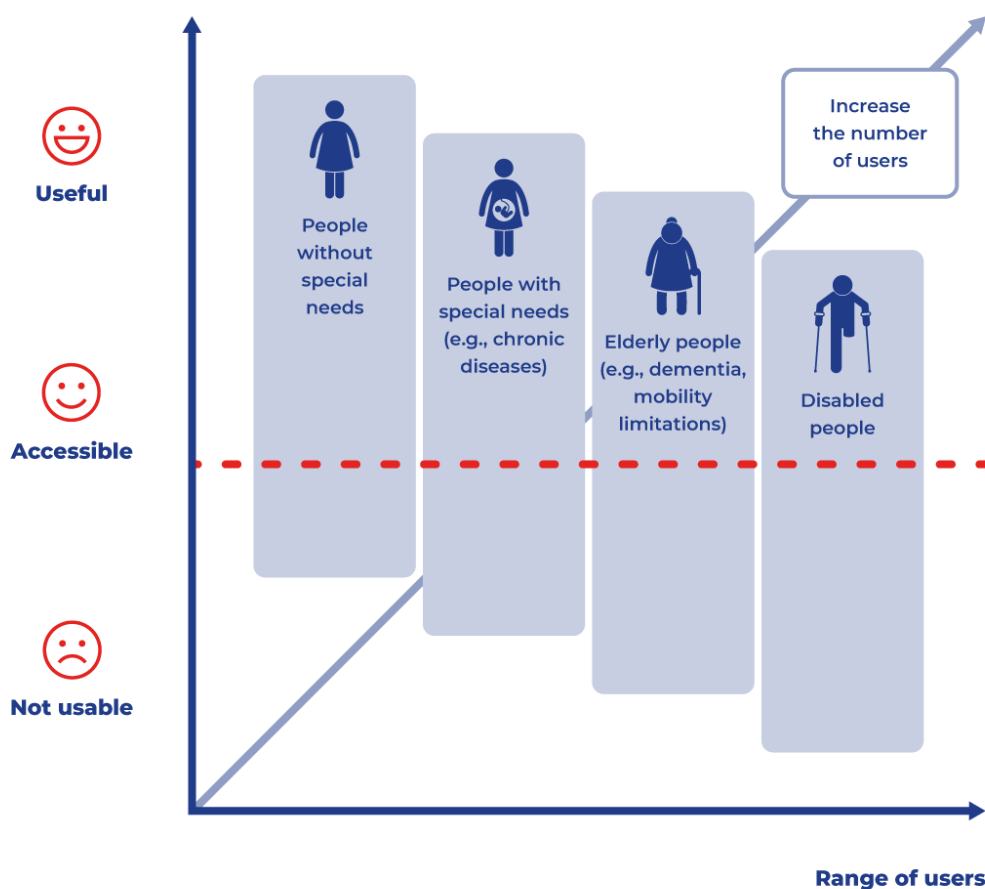 Useful
Accessible
Not usable
People
without
special
needs
People with
special needs
(e.g., chronic
diseases)
Elderly people
(e.g., dementia,
mobility
limitations)
Disabled
people
Increase
the number
of users
Range of users